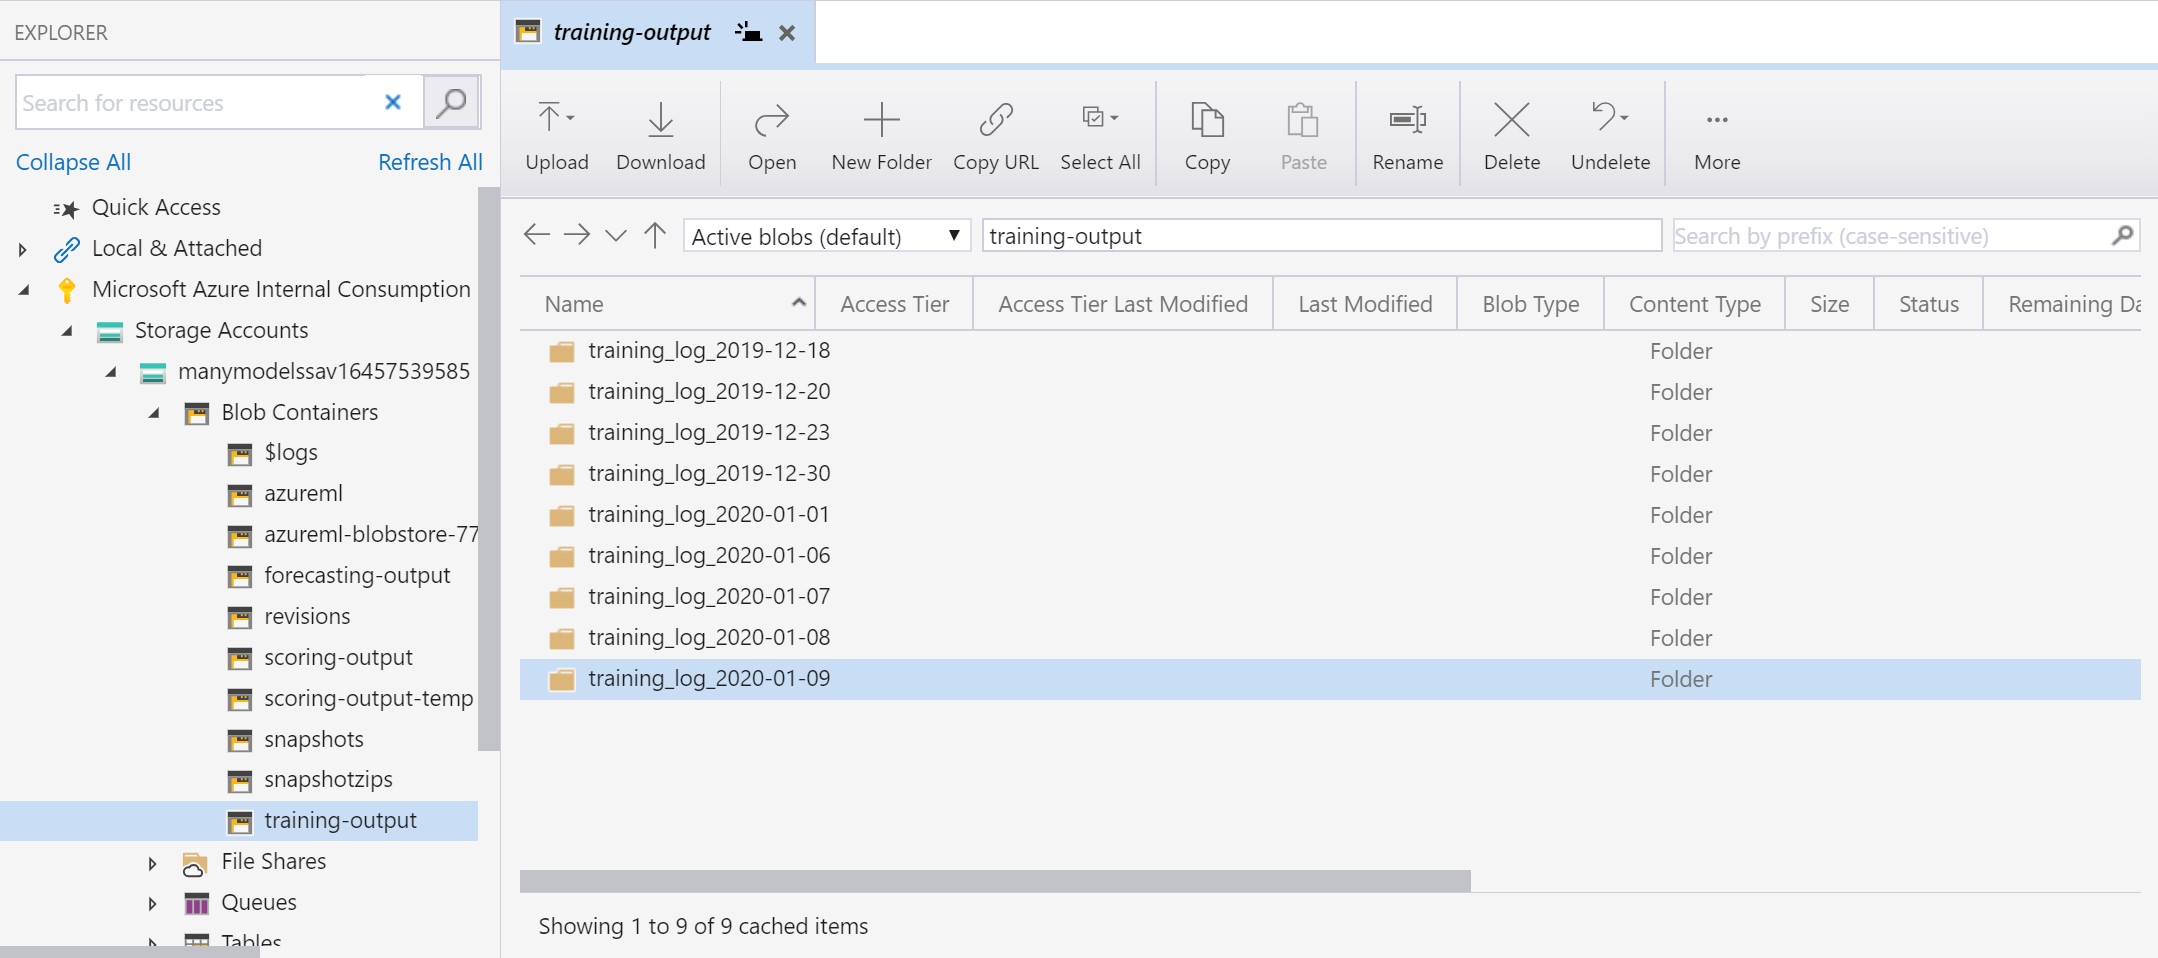 EXPLORER
Search for resources
Collapse All
Refresh All
Quick Access
Local & Attached
Microsoft Azure Internal Consumption
Storage Accounts
manymodelssav16457539585
Blob Containers
$logs
azureml
azureml-blobstore-77
forecasting-output
revisions
scoring-output
scoring-output-temp
snapshots
snapshotzips
training-output
File Shares
Queues
Tables
training-output
Upload
Download
Open
New Folder
Copy URL
Select All
Copy
Paste
Rename
Delete
Undelete
More
Active blobs (default)
training-output
Search by prefix (case-sensitive)
Name Access Tier Access Tier Last Modified Last Modified Blob Type Content Type Size Status Remaining Da
training_log_2019-12-18 Folder
training_log_2019-12-20 Folder
training_log_2019-12-23 Folder
training_log_2019-12-30 Folder
training_log_2020-01-01 Folder
training_log_2020-01-06 Folder
training_log_2020-01-07 Folder
training_log_2020-01-08 Folder
training_log_2020-01-09 Folder
Showing 1 to 9 of 9 cached items